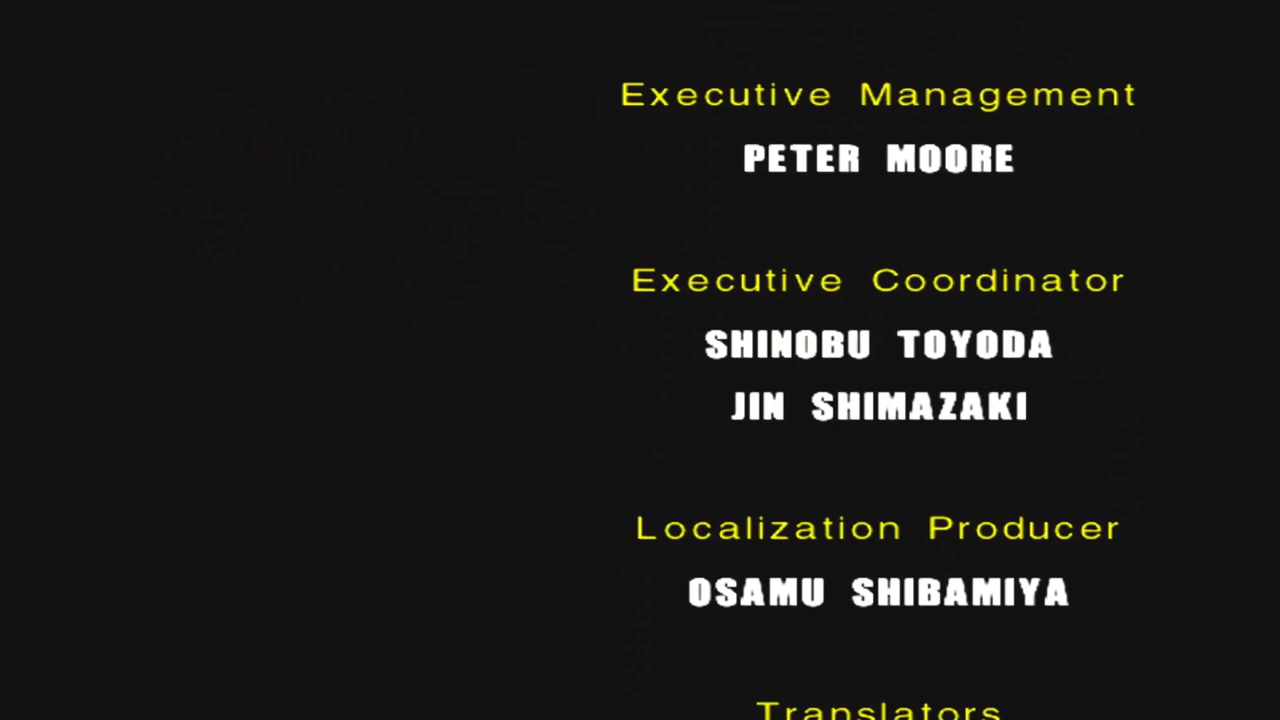 Executive Management
PETER MOORE
Executive Coordinator
SHINOBU TOYODA
JIN SHIMAZAKI
Localization Producer
OSAMU SHIBAMIYA
Translators